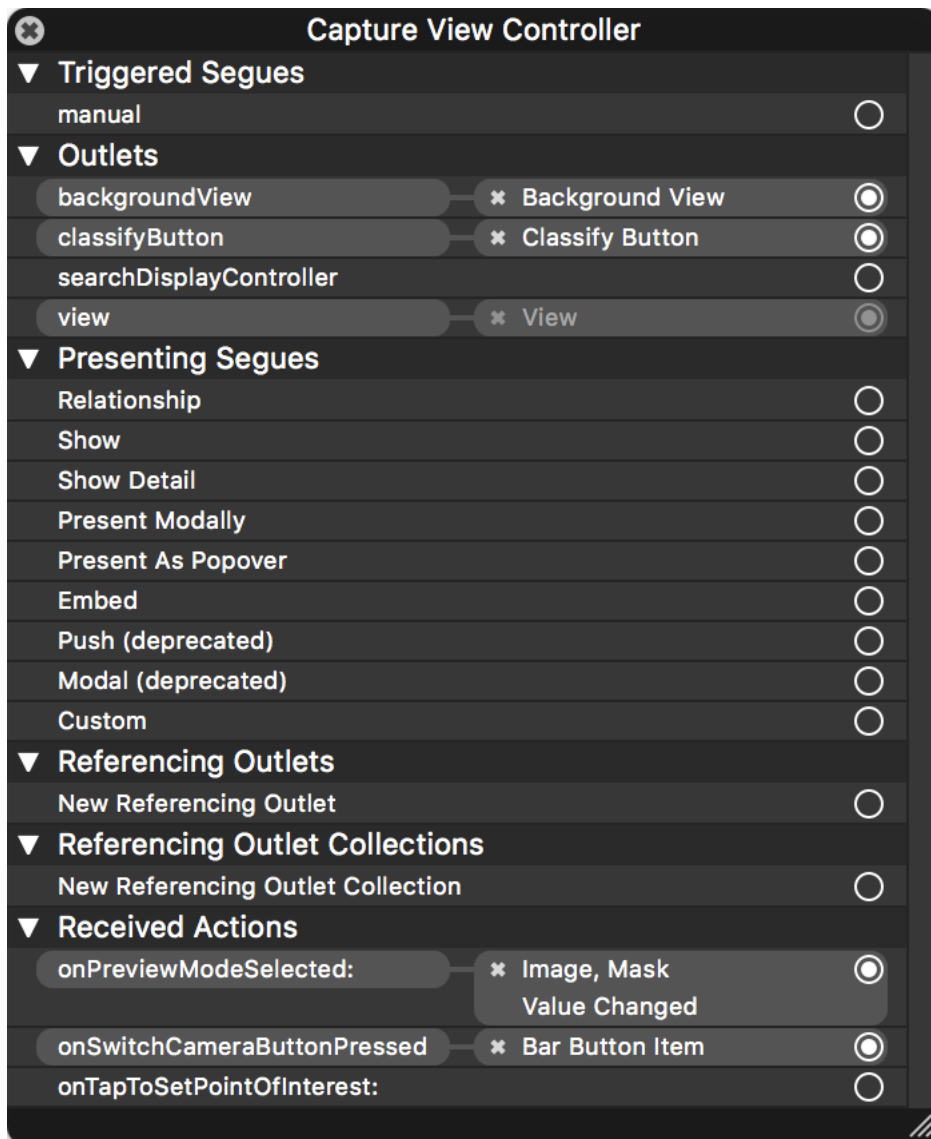 Capture View Controller
Triggered Segues
manual
Outlets
backgroundView Background View
classifyButton Classify Button
searchDisplayController
view View
Presenting Segues
Relationship
Show
Show Detail
Present Modally
Present As Popover
Embed
Push (deprecated)
Modal (deprecated)
Custom
Referencing Outlets
New Referencing Outlet
Referencing Outlet Collections
New Referencing Outlet Collection
Received Actions
onPreviewModeSelected: Image, Mask
Value Changed
onSwitchCameraButtonPressed Bar Button Item
onTapToSetPointOfInterest: